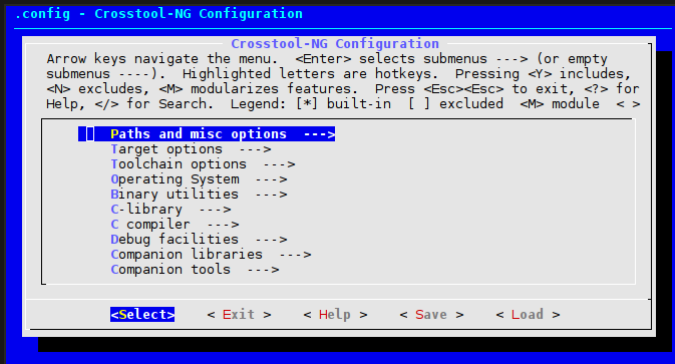 .config - Crosstool-NG Configuration
Crosstool-NG Configuration
Arrow keys navigate the menu.  <Enter> selects submenus ---> (or empty
submenus ----).  Highlighted letters are hotkeys.  Pressing <Y> includes,
<N> excludes, <M> modularizes features.  Press <Esc><Esc> to exit, <?> for
Help, </> for Search.  Legend: [*] built-in  [ ] excluded  <M> module  < >
Paths and misc options  --->
Target options  --->
Toolchain options  --->
Operating System  --->
Binary utilities  --->
C-library  --->
C compiler  --->
Debug facilities  --->
Companion libraries  --->
Companion tools  --->
<Select>    < Exit >    < Help >    < Save >    < Load >